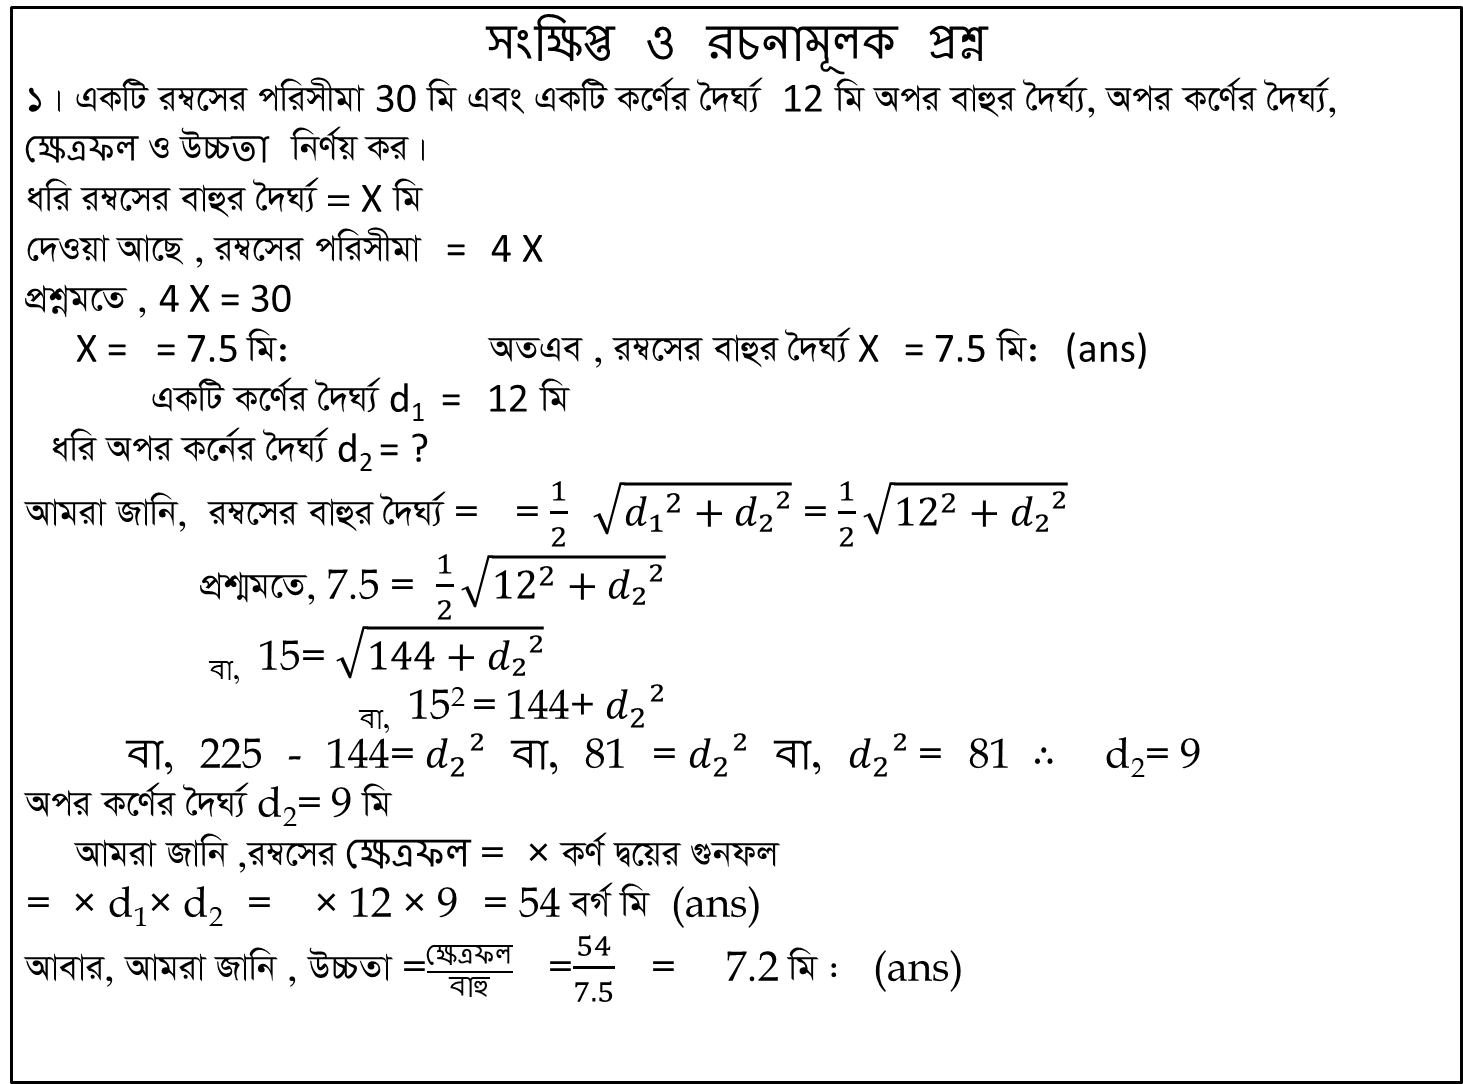 সংক্ষিপ্ত ও রচনামূলক প্রশ্ন
১। একটি রম্বসের পরিসীমা 30 মি এবং একটি কর্ণের দৈর্ঘ্য 12 মি অপর বাহুর দৈর্ঘ্য, অপর কর্ণের দৈর্ঘ্য,
ক্ষেত্রফল ও উচ্চতা নির্ণয় কর।
ধরি রম্বসের বাহুর দৈর্ঘ্য = X মি
দেওয়া আছে , রম্বসের পরিসীমা = 4 X
প্রশ্নমতে , 4 X = 30
X = = 7.5 মি: অতএব , রম্বসের বাহুর দৈর্ঘ্য X = 7.5 মি: (ans)
একটি কর্ণের দৈর্ঘ্য d₁ = 12 মি
ধরি অপর কর্নের দৈর্ঘ্য d₂ = ?
আমরা জানি, রম্বসের বাহুর দৈর্ঘ্য = = 1/2 √(d₁² + d₂²) = 1/2 √(12² + d₂²)
প্রশ্মমতে, 7.5 = 1/2 √(12² + d₂²)
বা, 15= √(144 + d₂²)
বা, 15² = 144+ d₂²
বা, 225 - 144= d₂² বা, 81 = d₂² বা, d₂² = 81 ∴ d₂= 9
অপর কর্ণের দৈর্ঘ্য d₂= 9 মি
আমরা জানি ,রম্বসের ক্ষেত্রফল = × কর্ণ দ্বয়ের গুনফল
= × d₁× d₂ = × 12 × 9 = 54 বর্গ মি (ans)
আবার, আমরা জানি , উচ্চতা =ক্ষেত্রফল/বাহু =54/7.5 = 7.2 মি : (ans)